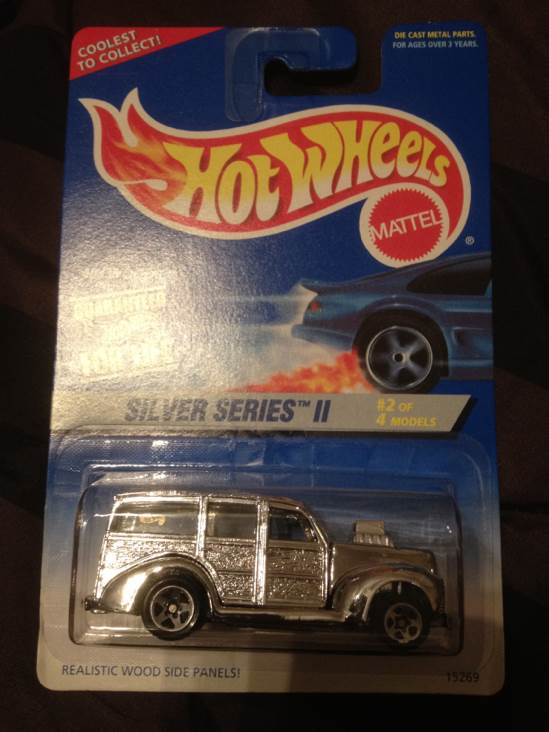 COOLEST
TO COLLECT!
DIE CAST METAL PARTS.
FOR AGES OVER 3 YEARS.
HOT WHEELS
MATTEL
®
SILVER SERIES™ II
#2 OF
4 MODELS
REALISTIC WOOD SIDE PANELS!
15269